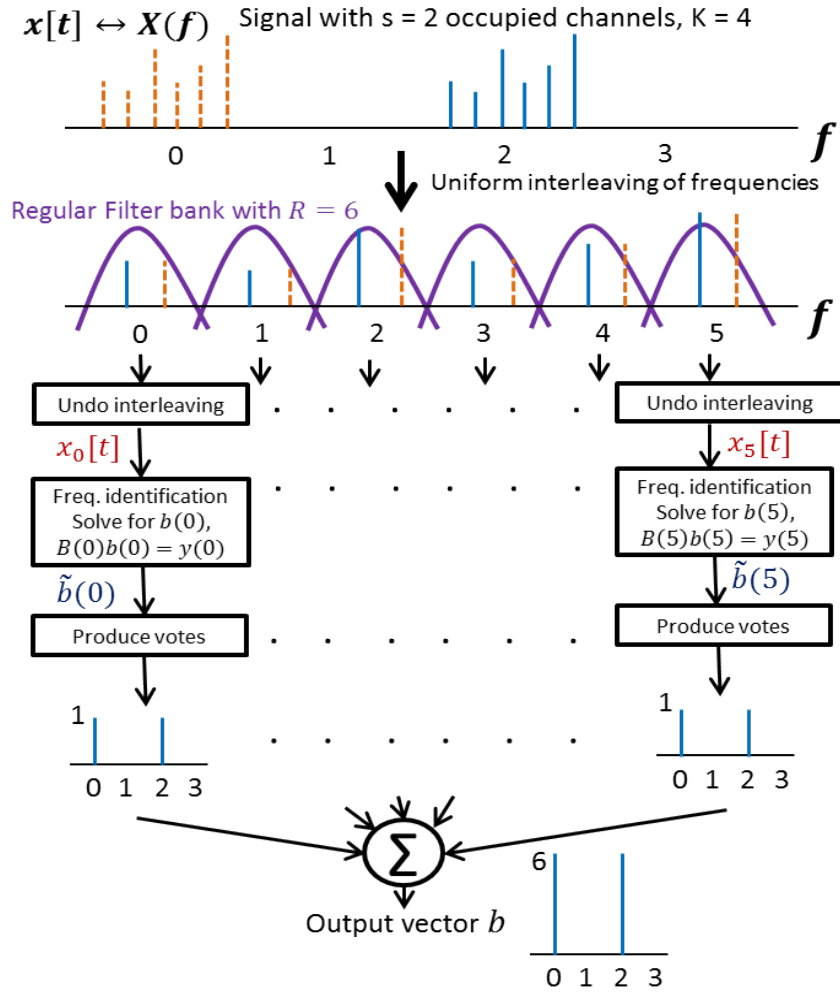 x[t] ↔ X(f) Signal with s = 2 occupied channels, K = 4
0 1 2 3 f
Uniform interleaving of frequencies
Regular Filter bank with R = 6
0 1 2 3 4 5 f
Undo interleaving . . . . . . Undo interleaving
x₀[t] x₅[t]
Freq. identification . . . . . . Freq. identification
Solve for b(0), Solve for b(5),
B(0)b(0) = y(0) B(5)b(5) = y(5)
b̃(0) b̃(5)
Produce votes . . . . . . Produce votes
1 . . . . . . 1
0 1 2 3 0 1 2 3
Σ
6
Output vector b
0 1 2 3